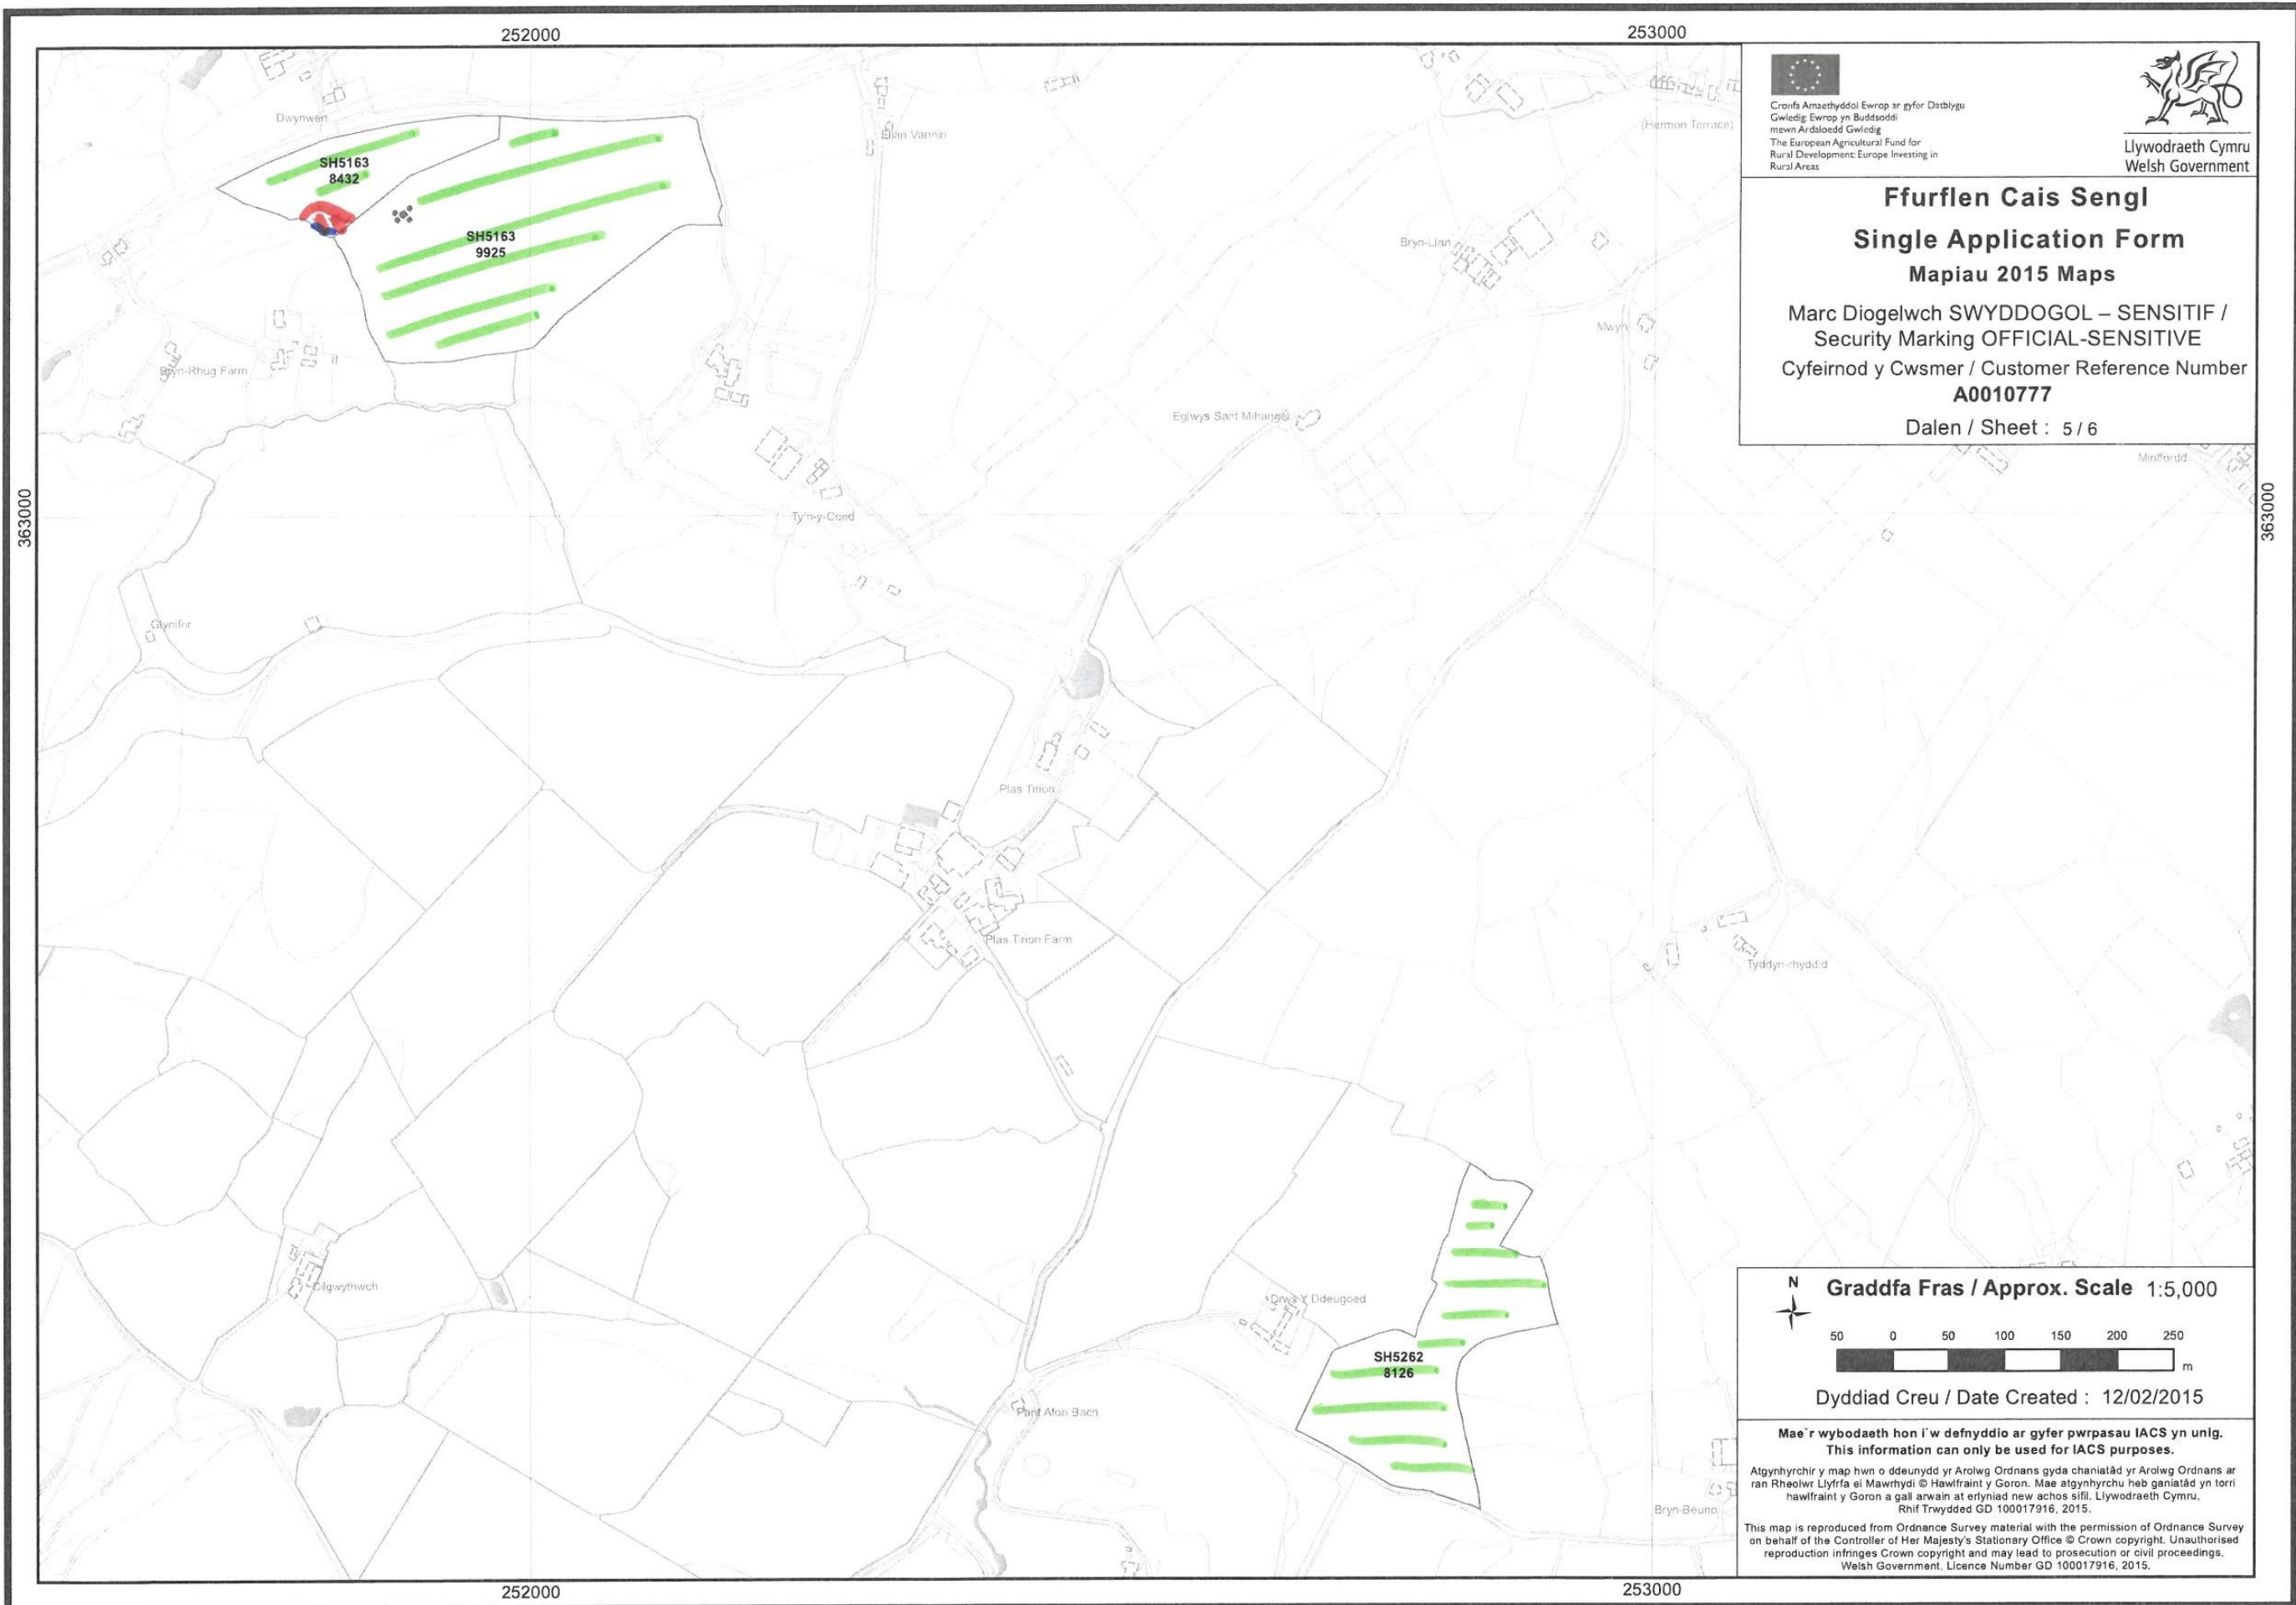 252000
253000
Cronfa Amaethyddol Ewrop ar gyfer Datblygu
Gwledig: Ewrop yn Buddsoddi
mewn Ardaloedd Gwledig
The European Agricultural Fund for
Rural Development: Europe Investing in
Rural Areas
Llywodraeth Cymru
Welsh Government
Ffurflen Cais Sengl
Single Application Form
Mapiau 2015 Maps
Marc Diogelwch SWYDDOGOL – SENSITIF /
Security Marking OFFICIAL-SENSITIVE
Cyfeirnod y Cwsmer / Customer Reference Number
A0010777
Dalen / Sheet : 5 / 6
Dwynwen
SH5163
8432
Ellan Vannin
(Hermon Terrace)
SH5163
9925
Bryn-Llan
Mwyn
Bryn-Rhug Farm
Eglwys Sant Mihangel
Minffordd
363000
363000
Ty'n-y-Coed
Glynifor
Plas Tirion
Plas Tirion Farm
Tyddyn-rhyddid
Cilgwythwch
Drws Y Ddeugoed
SH5262
8126
Pant Afon Bach
Bryn-Beuno
N
Graddfa Fras / Approx. Scale 1:5,000
50 0 50 100 150 200 250
m
Dyddiad Creu / Date Created : 12/02/2015
Mae`r wybodaeth hon i`w defnyddio ar gyfer pwrpasau IACS yn unig.
This information can only be used for IACS purposes.
Atgynhyrchir y map hwn o ddeunydd yr Arolwg Ordnans gyda chaniatâd yr Arolwg Ordnans ar
ran Rheolwr Llyfrfa ei Mawrhydi © Hawlfraint y Goron. Mae atgynhyrchu heb ganiatâd yn torri
hawlfraint y Goron a gall arwain at erlyniad new achos sifil. Llywodraeth Cymru,
Rhif Trwydded GD 100017916, 2015.
This map is reproduced from Ordnance Survey material with the permission of Ordnance Survey
on behalf of the Controller of Her Majesty's Stationary Office © Crown copyright. Unauthorised
reproduction infringes Crown copyright and may lead to prosecution or civil proceedings.
Welsh Government, Licence Number GD 100017916, 2015.
252000
253000